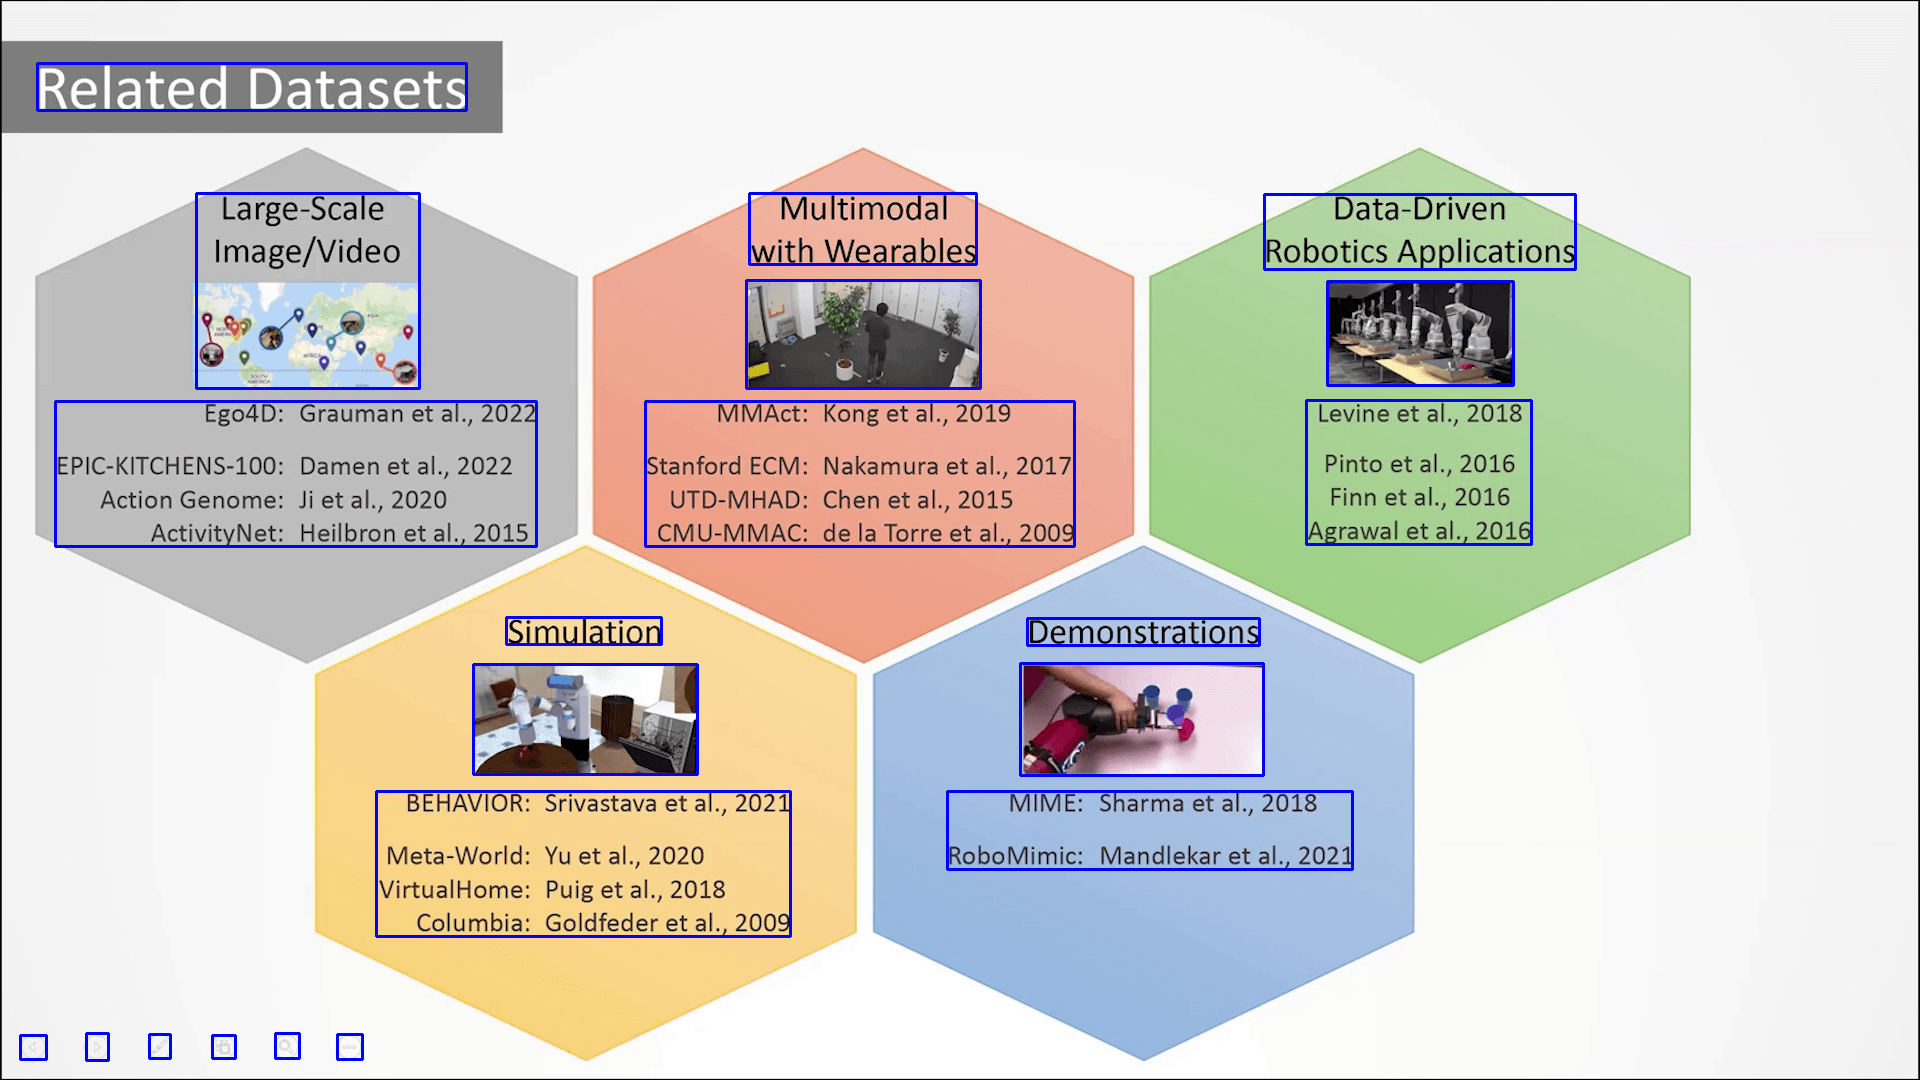 Related Datasets
Large-Scale
Image/Video
Ego4D: Grauman et al., 2022
EPIC-KITCHENS-100: Damen et al., 2022
Action Genome: Ji et al., 2020
ActivityNet: Heilbron et al., 2015
Multimodal
with Wearables
MMAct: Kong et al., 2019
Stanford ECM: Nakamura et al., 2017
UTD-MHAD: Chen et al., 2015
CMU-MMAC: de la Torre et al., 2009
Data-Driven
Robotics Applications
Levine et al., 2018
Pinto et al., 2016
Finn et al., 2016
Agrawal et al., 2016
Simulation
BEHAVIOR: Srivastava et al., 2021
Meta-World: Yu et al., 2020
VirtualHome: Puig et al., 2018
Columbia: Goldfeder et al., 2009
Demonstrations
MIME: Sharma et al., 2018
RoboMimic: Mandlekar et al., 2021